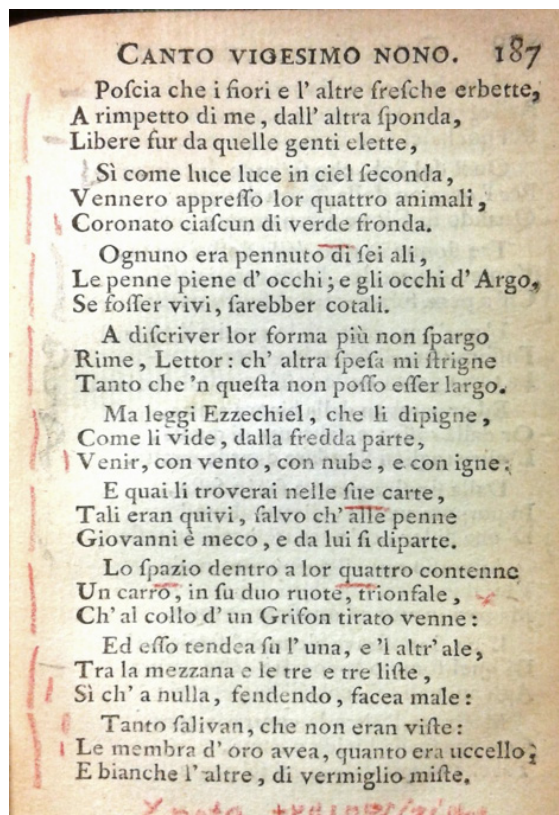 CANTO VIGESIMO NONO. 187
Poſcia che i fiori e l' altre freſche erbette,
A rimpetto di me, dall' altra ſponda,
Libere fur da quelle genti elette,
Sì come luce luce in ciel ſeconda,
Vennero appreſſo lor quattro animali,
Coronato ciaſcun di verde fronda.
Ognuno era pennuto di ſei ali,
Le penne piene d' occhi; e gli occhi d' Argo,
Se foſſer vivi, ſarebber cotali.
A diſcriver lor forma più non ſpargo
Rime, Lettor: ch' altra ſpeſa mi ſtrigne
Tanto che 'n queſta non poſſo eſſer largo.
Ma leggi Ezzechiel, che li dipigne,
Come li vide, dalla fredda parte,
Venir, con vento, con nube, e con igne:
E quai li troverai nelle ſue carte,
Tali eran quivi, ſalvo ch' alle penne
Giovanni è meco, e da lui ſi diparte.
Lo ſpazio dentro a lor quattro contenne
Un carro, in ſu duo ruote, trionfale,
Ch' al collo d' un Grifon tirato venne:
Ed eſſo tendea ſu l' una, e 'l altr' ale,
Tra la mezzana e le tre e tre liſte,
Sì ch' a nulla, fendendo, facea male:
Tanto ſalivan, che non eran viſte:
Le membra d' oro avea, quanto era uccello;
E bianche l' altre, di vermiglio miſte.